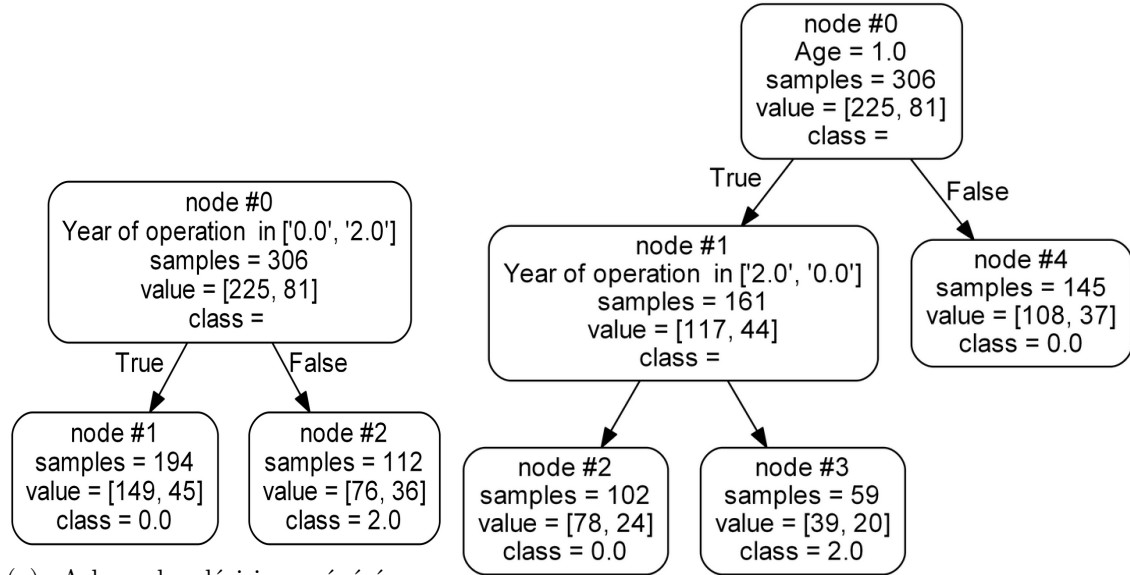 node #0
Year of operation in ['0.0', '2.0']
samples = 306
value = [225, 81]
class =
True
False
node #1
samples = 194
value = [149, 45]
class = 0.0
node #2
samples = 112
value = [76, 36]
class = 2.0
node #0
Age = 1.0
samples = 306
value = [225, 81]
class =
True
False
node #1
Year of operation in ['2.0', '0.0']
samples = 161
value = [117, 44]
class =
node #4
samples = 145
value = [108, 37]
class = 0.0
node #2
samples = 102
value = [78, 24]
class = 0.0
node #3
samples = 59
value = [39, 20]
class = 2.0